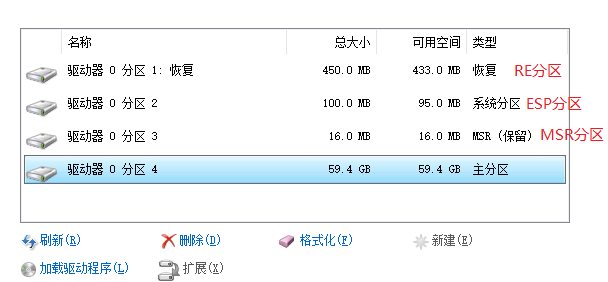 名称 总大小 可用空间 类型
驱动器 0 分区 1: 恢复 450.0 MB 433.0 MB 恢复 RE分区
驱动器 0 分区 2 100.0 MB 95.0 MB 系统分区 ESP分区
驱动器 0 分区 3 16.0 MB 16.0 MB MSR (保留) MSR分区
驱动器 0 分区 4 59.4 GB 59.4 GB 主分区
刷新(R) 删除(D) 格式化(F) 新建(E)
加载驱动程序(L) 扩展(X)